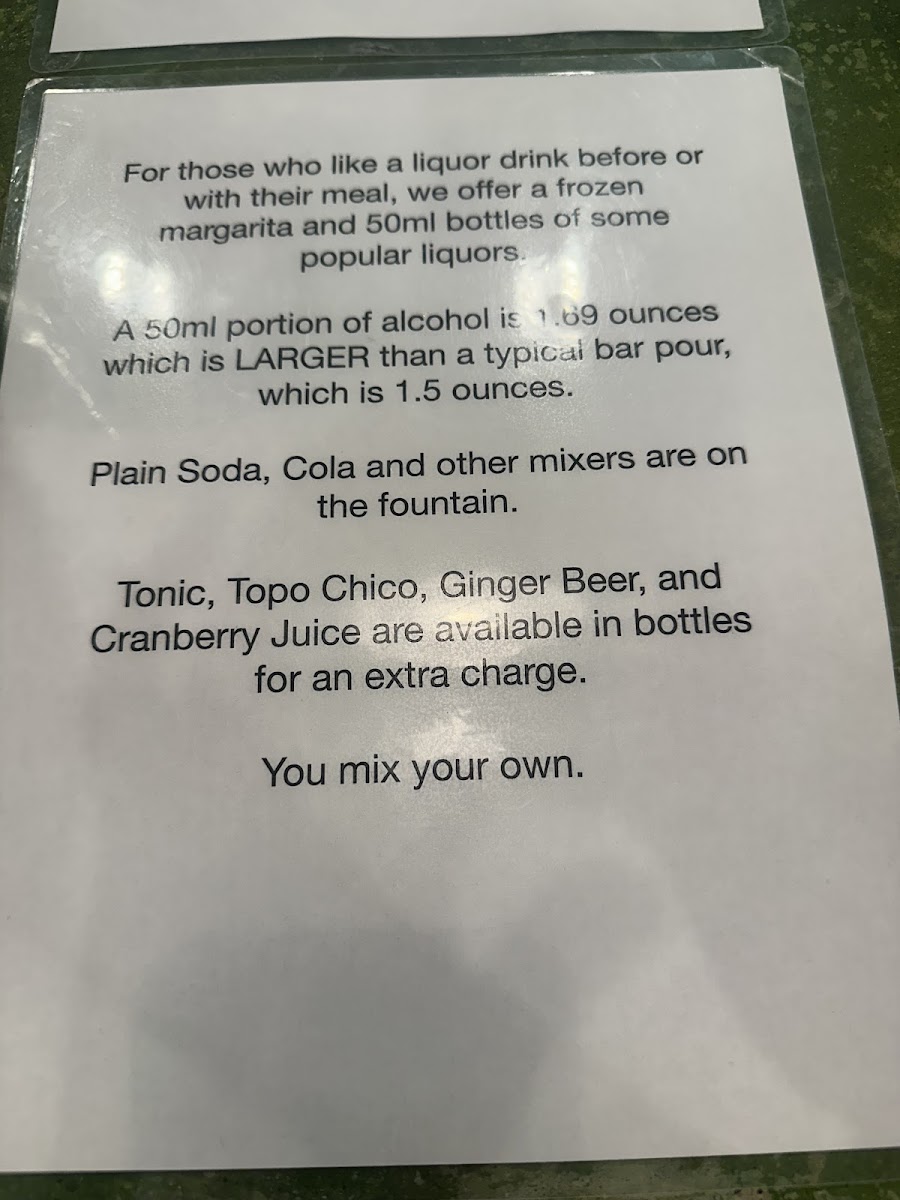 For those who like a liquor drink before or
with their meal, we offer a frozen
margarita and 50ml bottles of some
popular liquors.
A 50ml portion of alcohol is 1.69 ounces
which is LARGER than a typical bar pour,
which is 1.5 ounces.
Plain Soda, Cola and other mixers are on
the fountain.
Tonic, Topo Chico, Ginger Beer, and
Cranberry Juice are available in bottles
for an extra charge.
You mix your own.